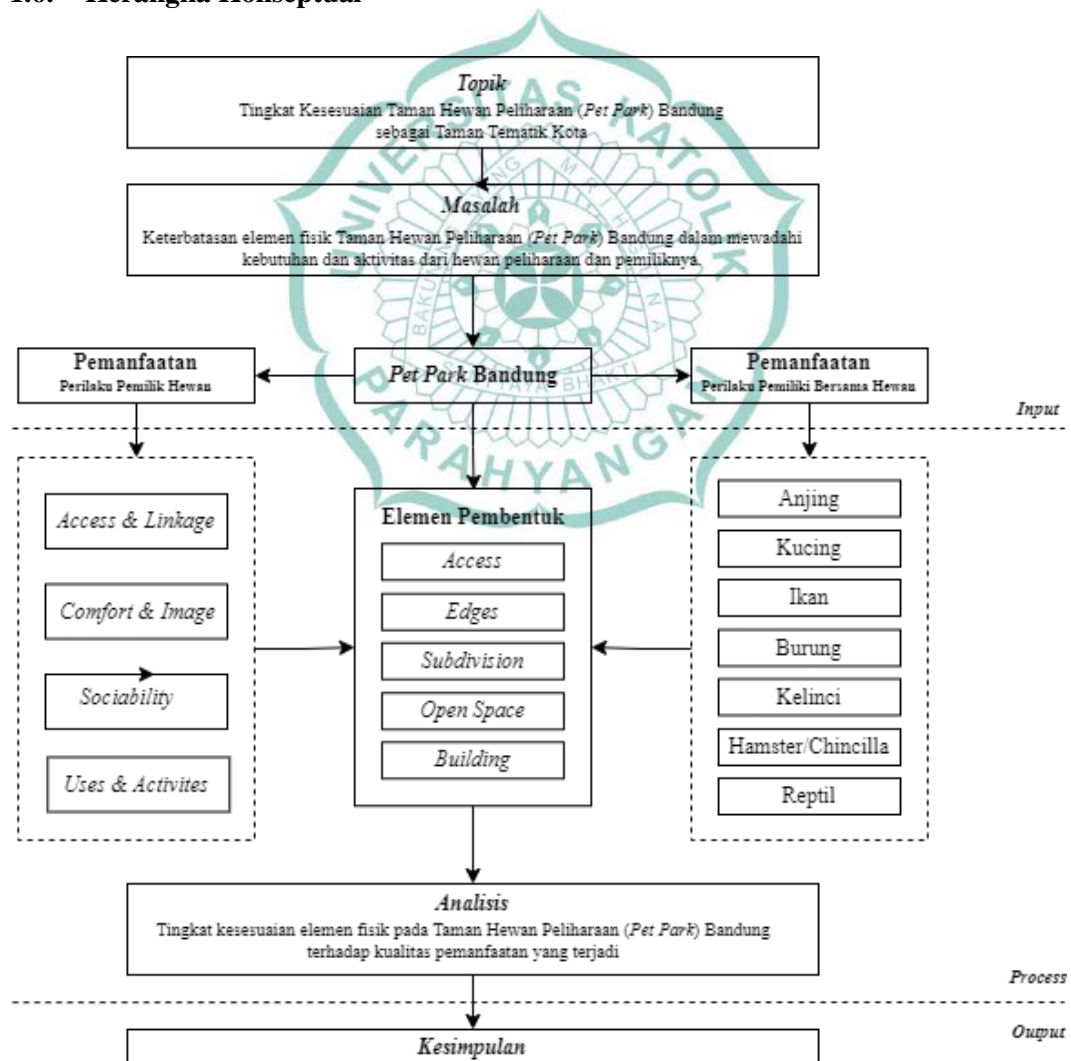 1.6. Kerangka Konseptual
Topik
Tingkat Kesesuaian Taman Hewan Peliharaan (Pet Park) Bandung
sebagai Taman Tematik Kota
Masalah
Keterbatasan elemen fisik Taman Hewan Peliharaan (Pet Park) Bandung dalam mewadahi
kebutuhan dan aktivitas dari hewan peliharaan dan pemiliknya.
Pemanfaatan
Perilaku Pemilik Hewan
Pet Park Bandung
Pemanfaatan
Perilaku Pemiliki Bersama Hewan
Input
Access & Linkage
Comfort & Image
Sociability
Uses & Activites
Elemen Pembentuk
Access
Edges
Subdivision
Open Space
Building
Anjing
Kucing
Ikan
Burung
Kelinci
Hamster/Chincilla
Reptil
Analisis
Tingkat kesesuaian elemen fisik pada Taman Hewan Peliharaan (Pet Park) Bandung
terhadap kualitas pemanfaatan yang terjadi
Process
Output
Kesimpulan
UNIVERSITAS KATOLIK
PARAHYANGAN